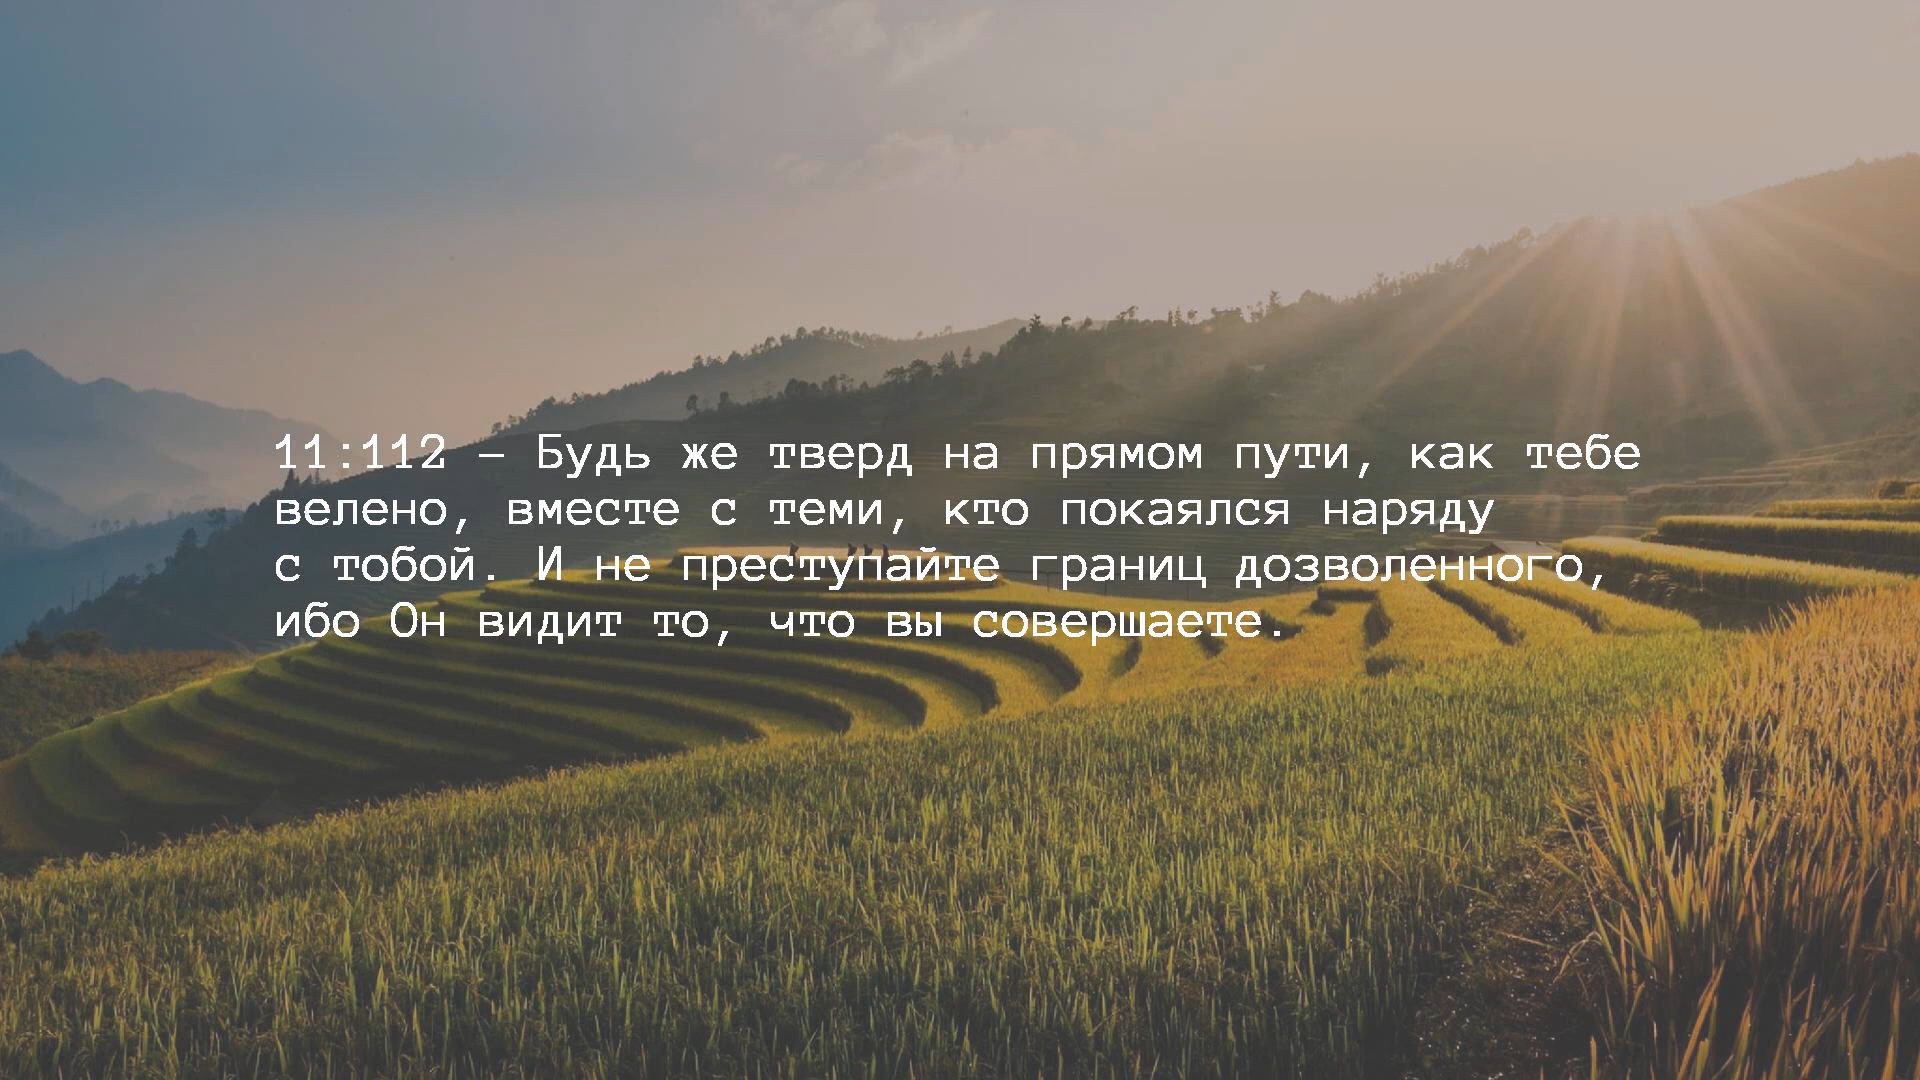 11:112 – Будь же тверд на прямом пути, как тебе
велено, вместе с теми, кто покаялся наряду
с тобой. И не преступайте границ дозволенного,
ибо Он видит то, что вы совершаете.